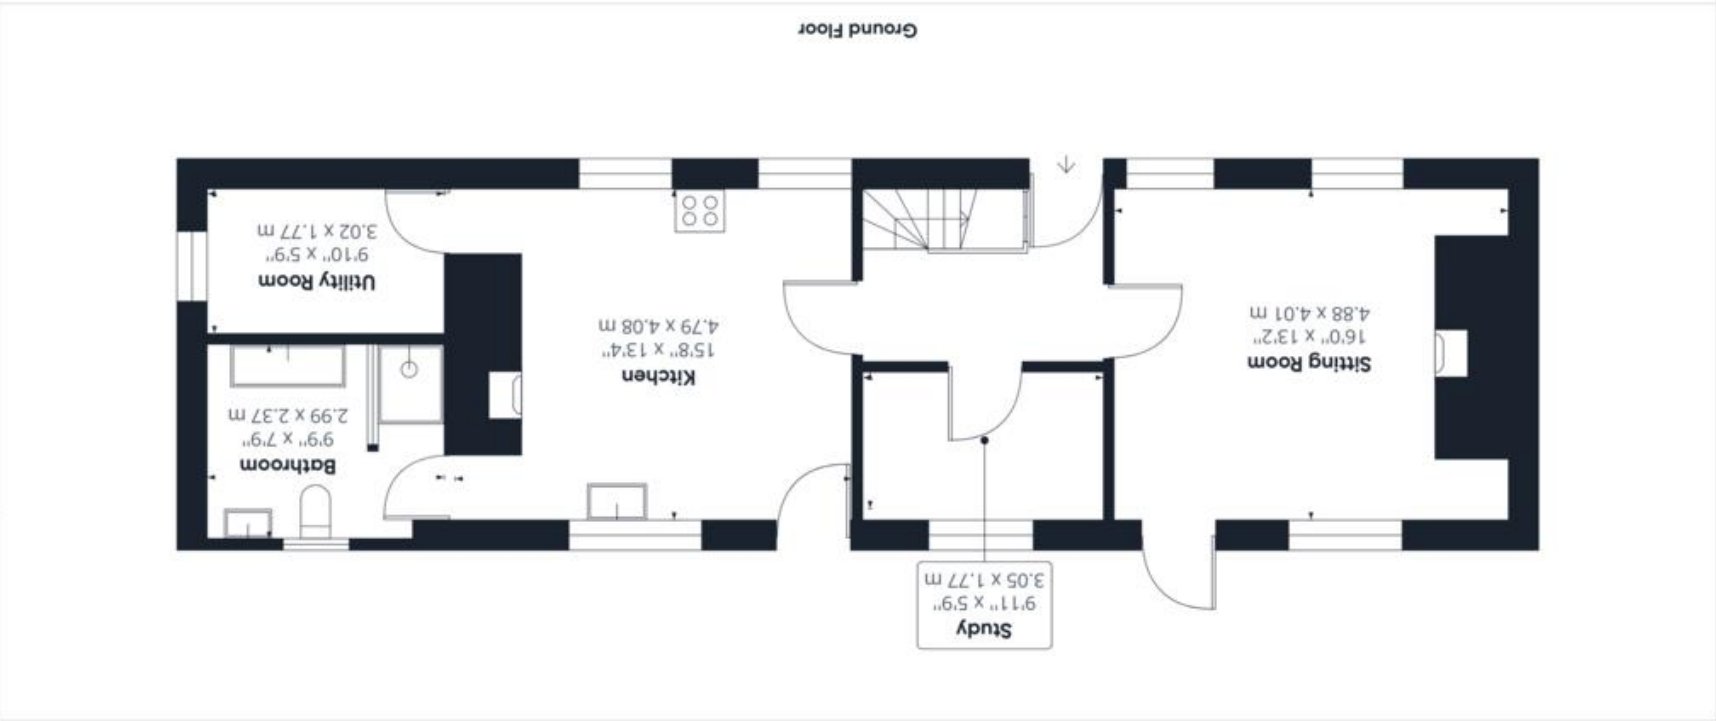 Study
9'11" x 5'9"
3.05 x 1.77 m
Sitting Room
16'0" x 13'2"
4.88 x 4.01 m
Kitchen
15'8" x 13'4"
4.79 x 4.08 m
Bathroom
9'9" x 7'9"
2.99 x 2.37 m
Utility Room
9'10" x 5'9"
3.02 x 1.77 m
Ground Floor